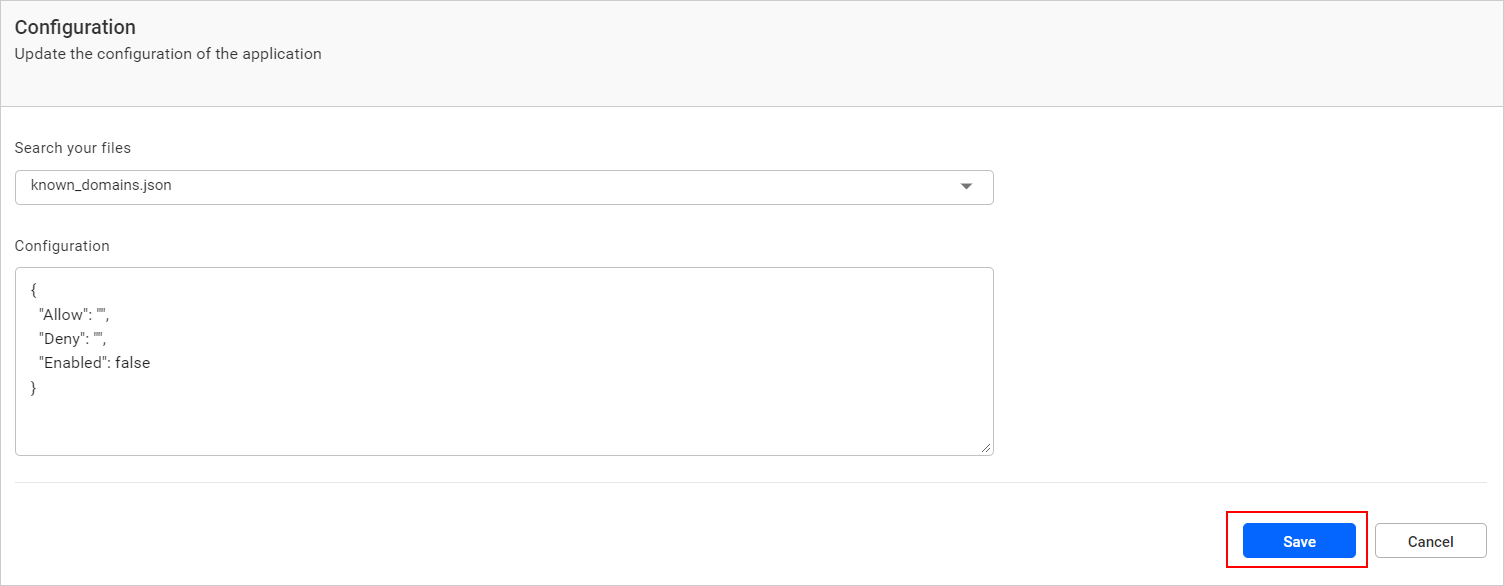 Configuration
Update the configuration of the application
Search your files
known_domains.json
Configuration
{
"Allow": "",
"Deny": "",
"Enabled": false
}
Save
Cancel